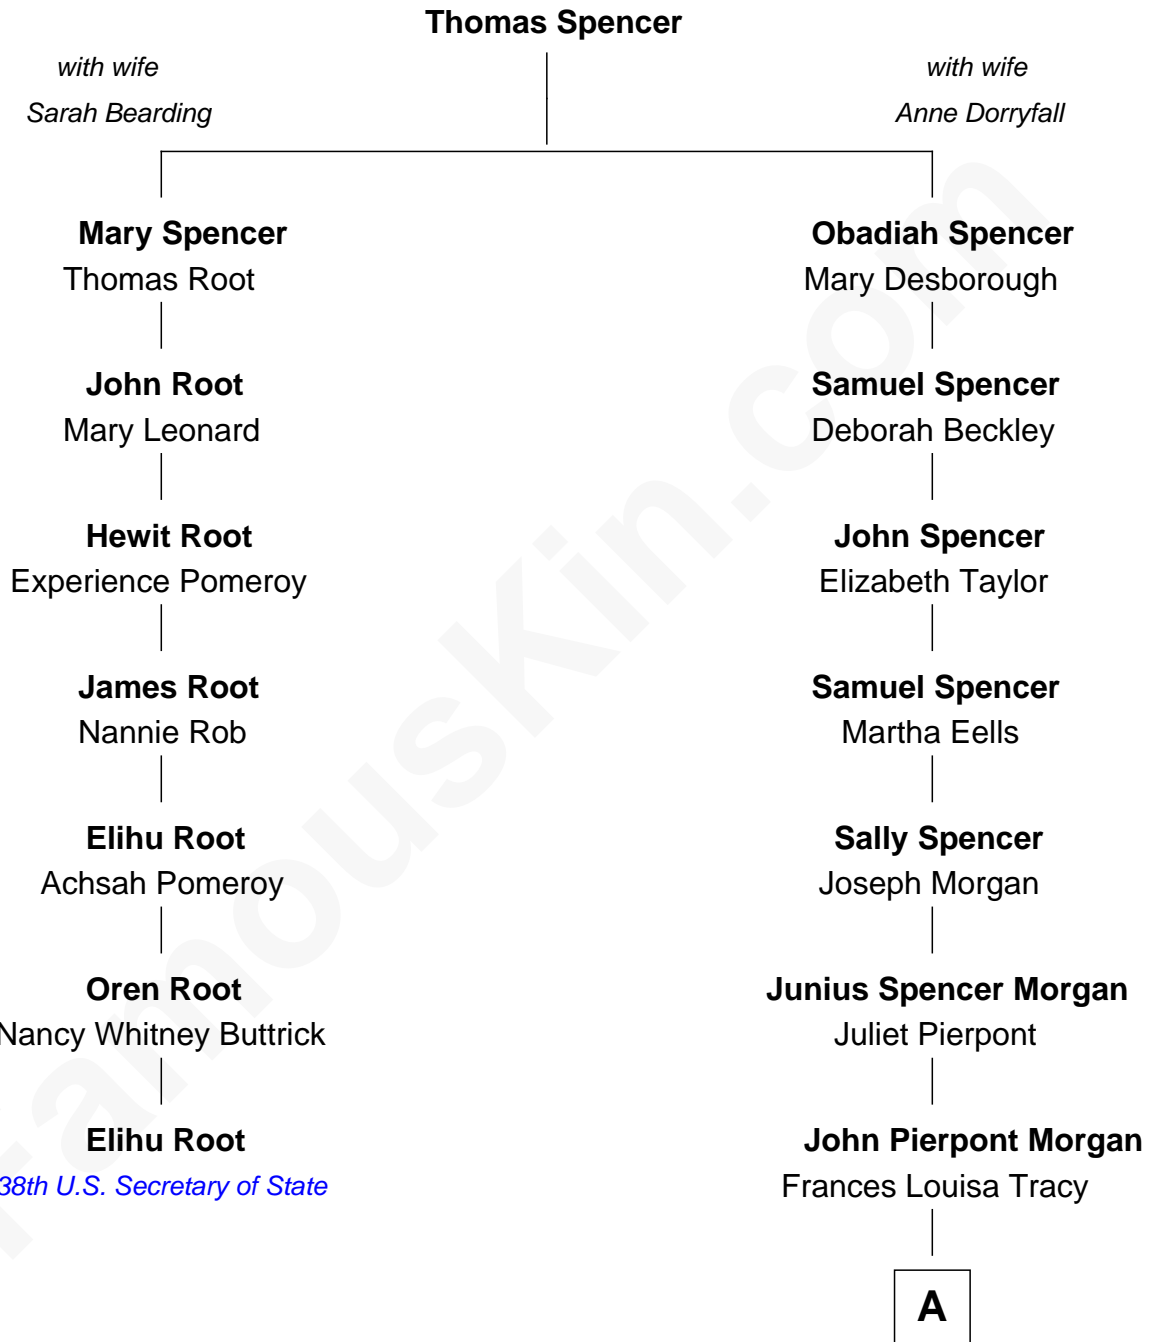 Thomas Spencer
with wife
Sarah Bearding
with wife
Anne Dorryfall
Mary Spencer
Thomas Root
Obadiah Spencer
Mary Desborough
John Root
Mary Leonard
Samuel Spencer
Deborah Beckley
Hewit Root
Experience Pomeroy
John Spencer
Elizabeth Taylor
James Root
Nannie Rob
Samuel Spencer
Martha Eells
Elihu Root
Achsah Pomeroy
Sally Spencer
Joseph Morgan
Oren Root
Nancy Whitney Buttrick
Junius Spencer Morgan
Juliet Pierpont
Elihu Root
38th U.S. Secretary of State
John Pierpont Morgan
Frances Louisa Tracy
A
FamousKin.com